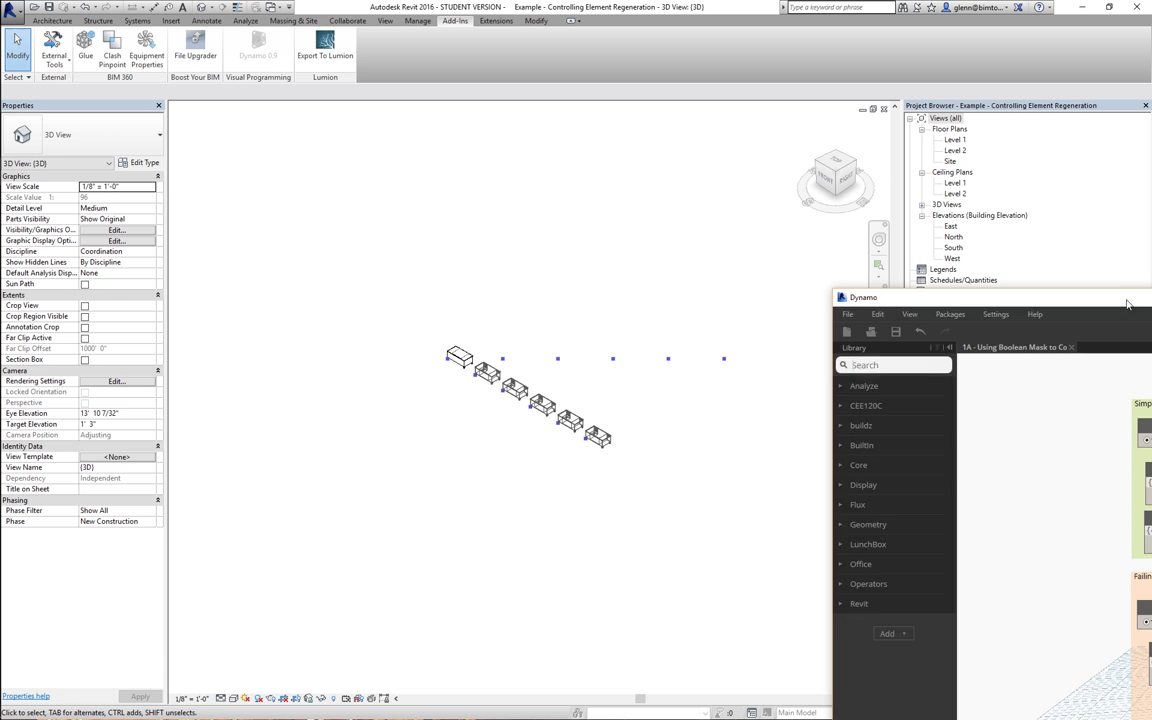 Autodesk Revit 2016 - STUDENT VERSION - Example - Controlling Element Regeneration - 3D View: {3D}
Type a keyword or phrase
glenn@bimto...
Architecture Structure Systems Insert Annotate Analyze Massing & Site Collaborate View Manage Add-Ins Extensions Modify
Modify
External Tools
Glue
Clash Pinpoint
Equipment Properties
File Upgrader
Dynamo 0.9
Export To Lumion
Select External BIM 360 Boost Your BIM Visual Programming Lumion
Properties
3D View
3D View: {3D} Edit Type
Graphics
View Scale 1/8" = 1'-0"
Scale Value 1: 96
Detail Level Medium
Parts Visibility Show Original
Visibility/Graphics O... Edit...
Graphic Display Opti... Edit...
Discipline Coordination
Show Hidden Lines By Discipline
Default Analysis Disp... None
Sun Path
Extents
Crop View
Crop Region Visible
Annotation Crop
Far Clip Active
Far Clip Offset 1000' 0"
Section Box
Camera
Rendering Settings Edit...
Locked Orientation
Perspective
Eye Elevation 13' 10 7/32"
Target Elevation 1' 3"
Camera Position Adjusting
Identity Data
View Template <None>
View Name {3D}
Dependency Independent
Title on Sheet
Phasing
Phase Filter Show All
Phase New Construction
Properties help Apply
TOP
FRONT RIGHT
Project Browser - Example - Controlling Element Regeneration
Views (all)
Floor Plans
Level 1
Level 2
Site
Ceiling Plans
Level 1
Level 2
3D Views
Elevations (Building Elevation)
East
North
South
West
Legends
Schedules/Quantities
Dynamo
File Edit View Packages Settings Help
Library
1A - Using Boolean Mask to Co
Search
Analyze
CEE120C
buildz
BuiltIn
Core
Display
Flux
Geometry
LunchBox
Office
Operators
Revit
Add
Simp
Failin
1/8" = 1'-0"
Click to select, TAB for alternates, CTRL adds, SHIFT unselects.
:0
Main Model